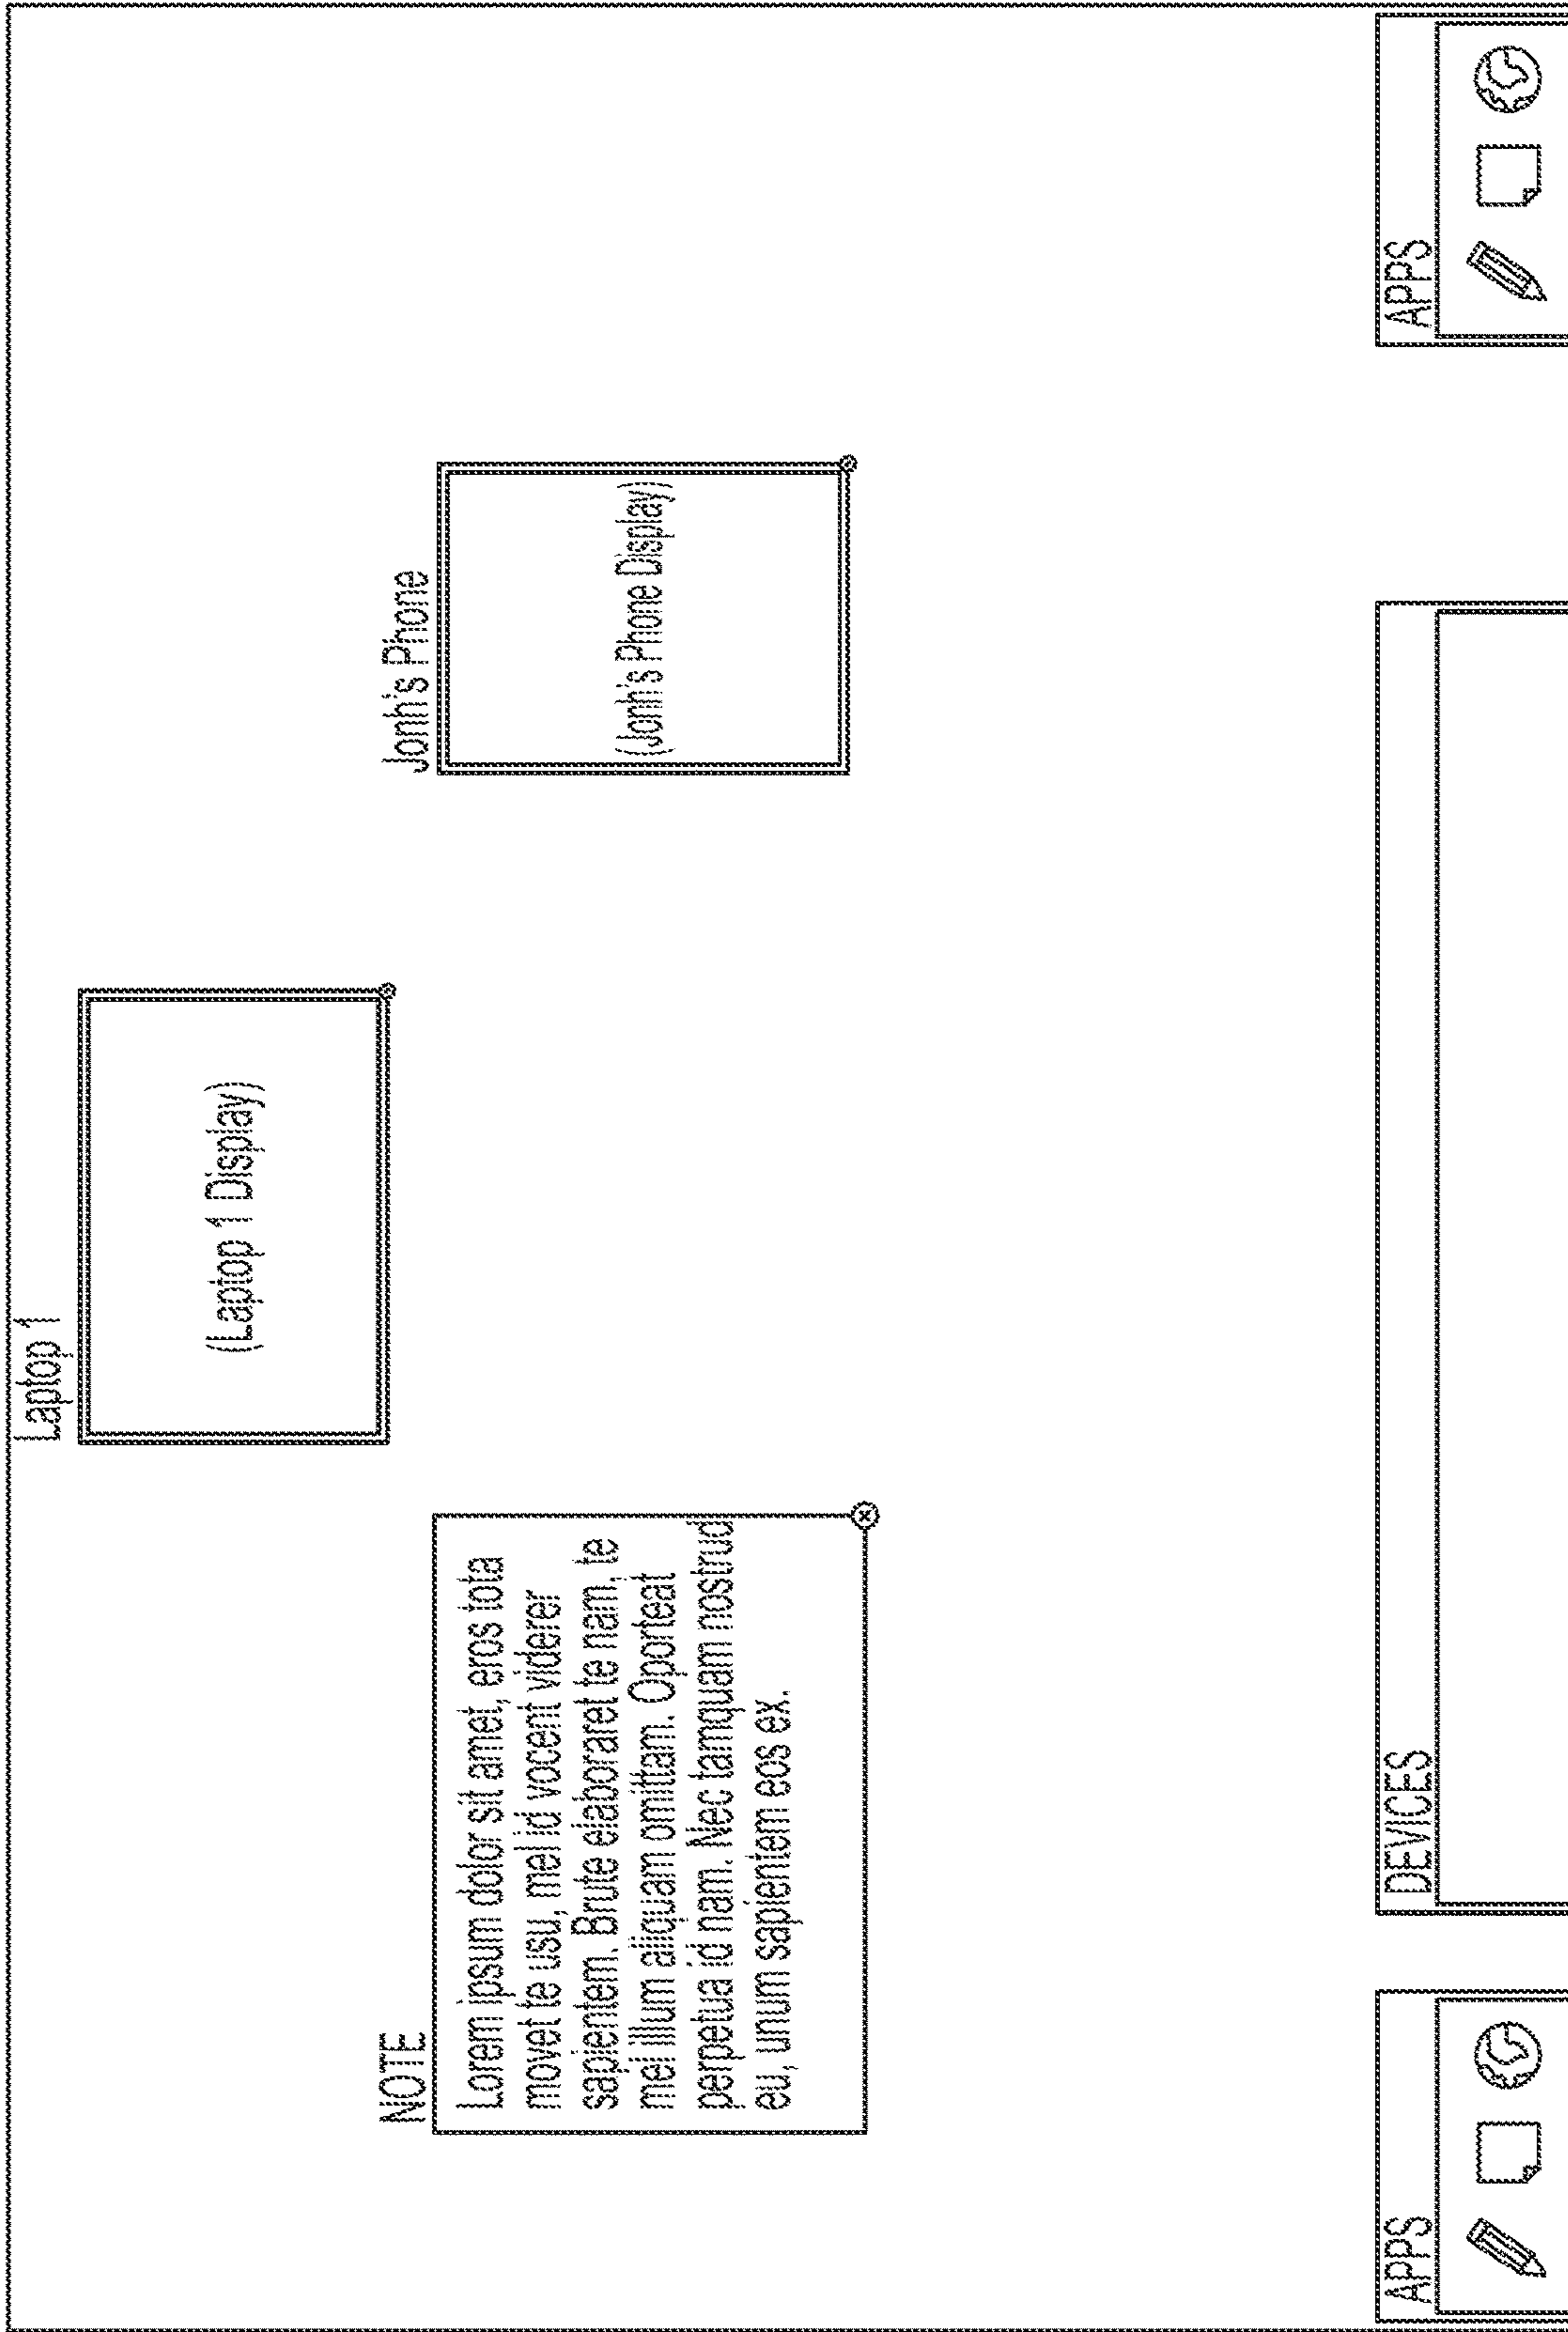 Laptop 1
(Laptop 1 Display)
NOTE
Lorem ipsum dolor sit amet, eros tota
movet te usu, mel id vocent viderer
sapientem. Brute elaboraret te nam, te
mel illum aliquam omittam. Oporteat
perpetua id nam. Nec tamquam nostrud
eu, unum sapientem eos ex.
Jonh's Phone
(Jonh's Phone Display)
APPS
DEVICES
APPS